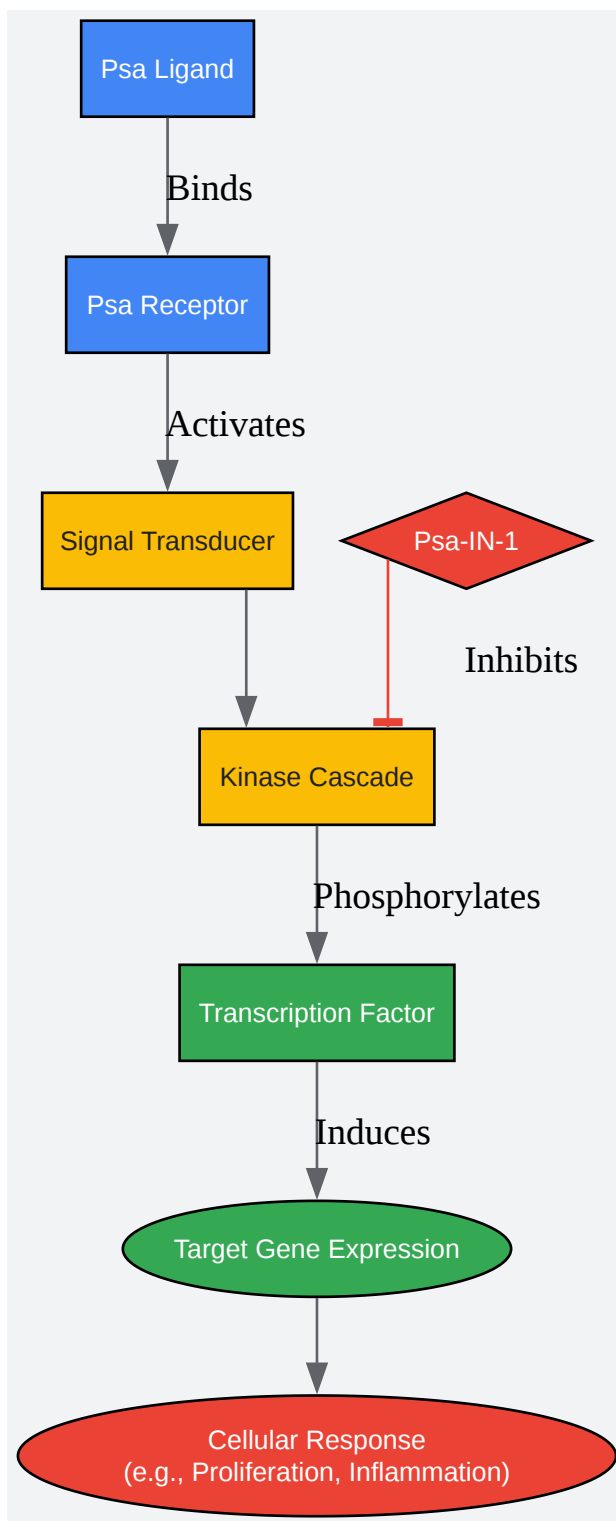 Psa Ligand
Binds
Psa Receptor
Activates
Signal Transducer
Psa-IN-1
Inhibits
Kinase Cascade
Phosphorylates
Transcription Factor
Induces
Target Gene Expression
Cellular Response
(e.g., Proliferation, Inflammation)